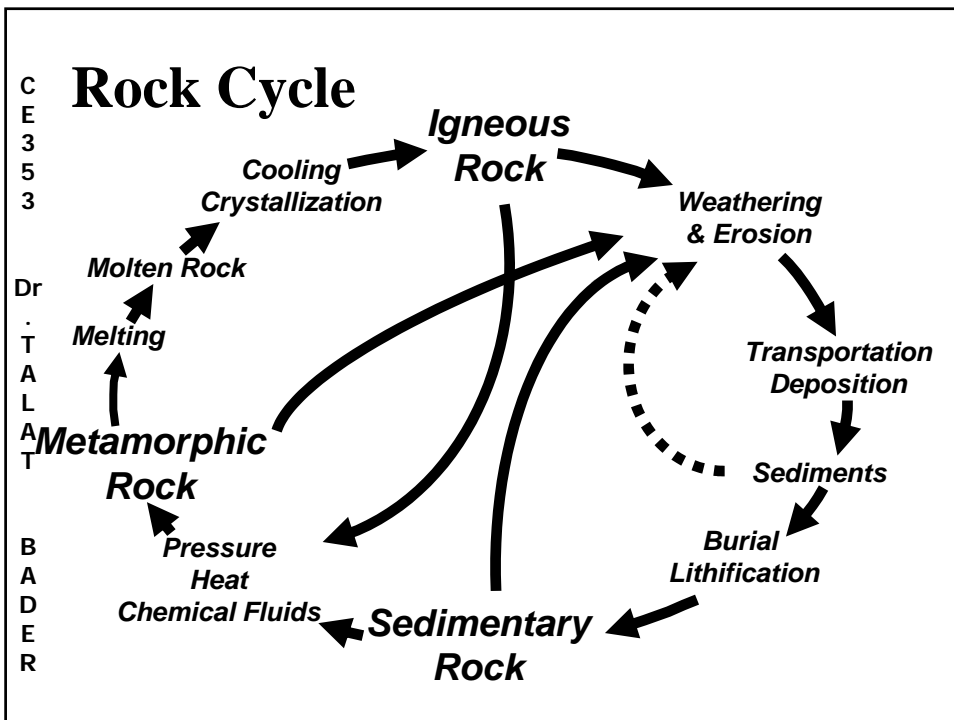 Rock Cycle
C
E
3
5
3
Dr
.
T
A
L
A
T
B
A
D
E
R
Igneous
Rock
Weathering
& Erosion
Transportation
Deposition
Sediments
Burial
Lithification
Sedimentary
Rock
Pressure
Heat
Chemical Fluids
Metamorphic
Rock
Melting
Molten Rock
Cooling
Crystallization